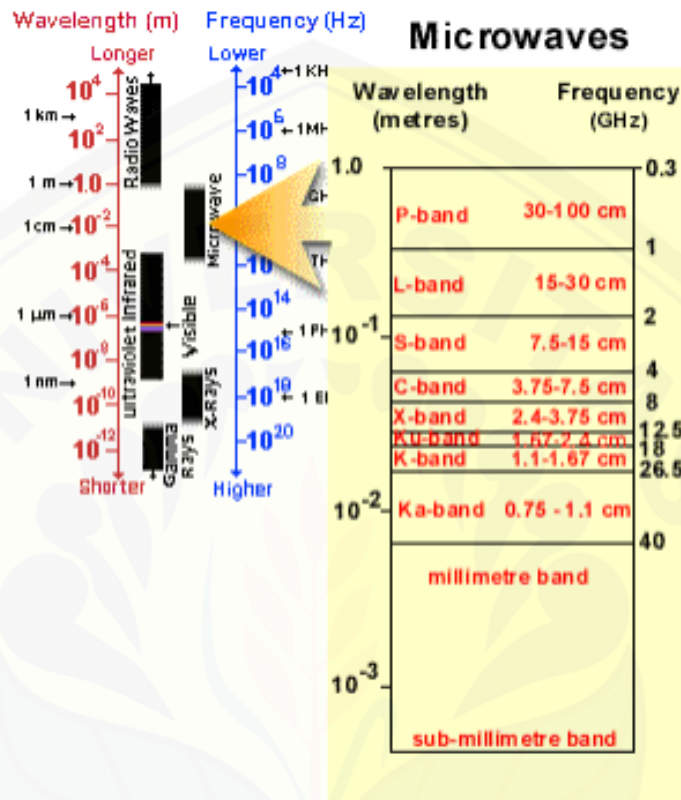 Wavelength (m)
Longer
10⁴
1 km→
10²
1 m→
1.0
1cm→
10⁻²
10⁻⁴
1 µm→
10⁻⁶
10⁻⁸
1 nm→
10⁻¹⁰
10⁻¹²
Shorter
Radio Waves
Microwave
Infrared
Visible
ultraviolet
X-Rays
Gamma
Rays
Frequency (Hz)
Lower
10⁴
←1 KH
10⁶
←1MH
10⁸
10¹⁴
10¹⁶
10¹⁸
10²⁰
Higher
Microwaves
Wavelength
(metres)
Frequency
(GHz)
1.0
0.3
P-band 30-100 cm
1
L-band 15-30 cm
2
10⁻¹
S-band 7.5-15 cm
4
C-band 3.75-7.5 cm
8
X-band 2.4-3.75 cm
12.5
Ku-band 1.67-2.4 cm
18
K-band 1.1-1.67 cm
26.5
10⁻²
Ka-band 0.75 - 1.1 cm
40
millimetre band
10⁻³
sub-millimetre band